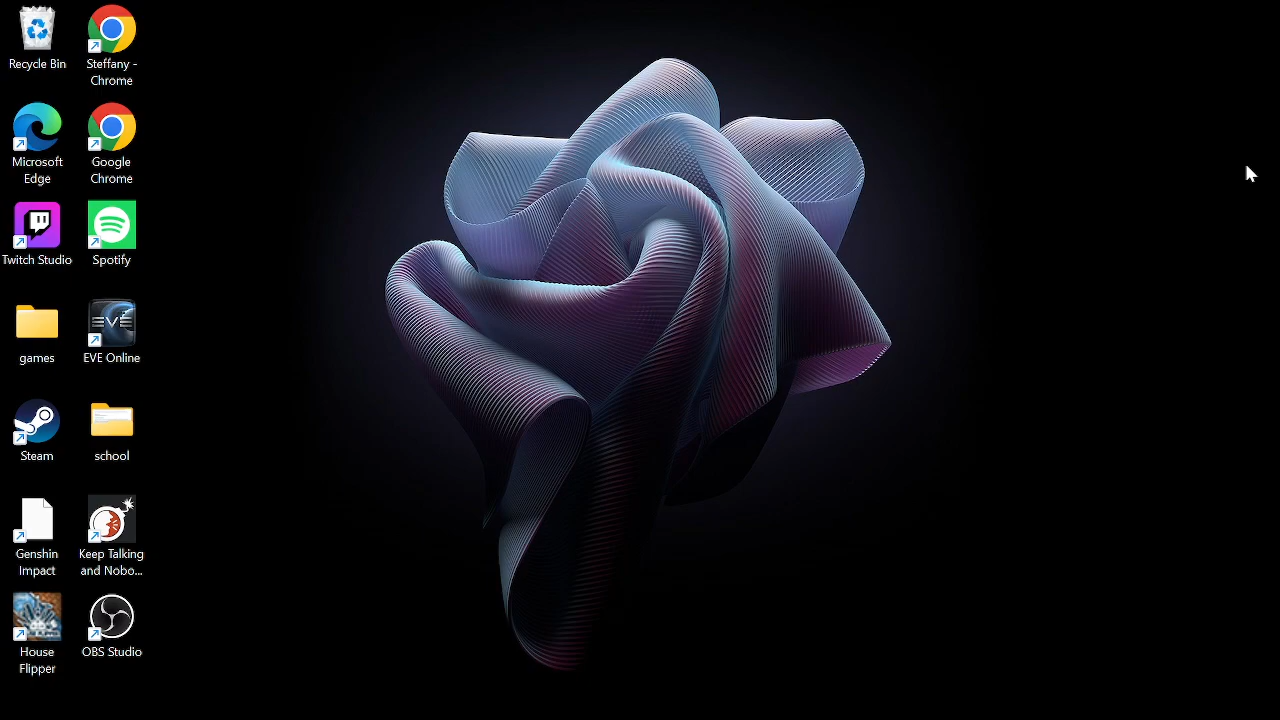 Recycle Bin
Steffany -
Chrome
Microsoft
Edge
Google
Chrome
Twitch Studio
Spotify
games
EVE
EVE Online
Steam
school
Genshin
Impact
Keep Talking
and Nobo...
House
Flipper
OBS Studio